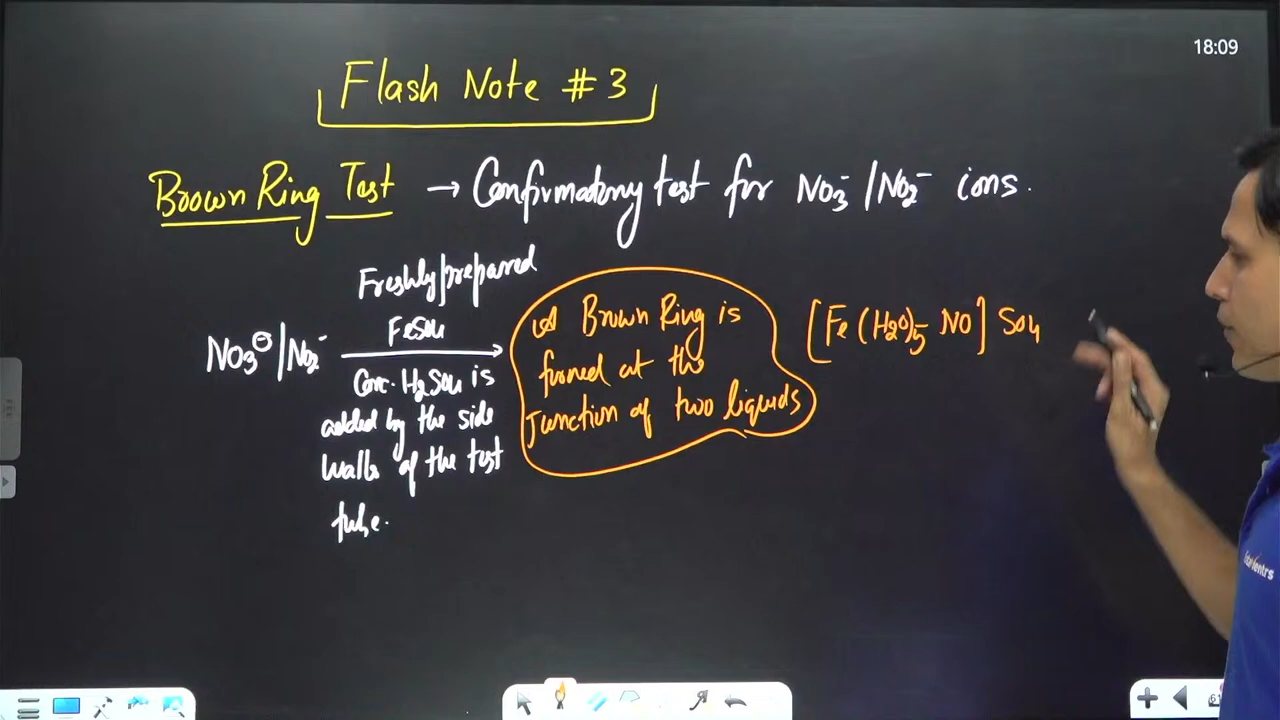 18:09
Flash Note #3
Brown Ring Test → Confirmatory test for NO3⁻/NO2⁻ ions.
Freshly prepared
FeSO4
NO3⊖/NO2⁻
Conc. H2SO4 is
added by the side
walls of the test
tube.
A Brown Ring is
formed at the
Junction of two liquids
[Fe(H2O)5 NO] SO4
61